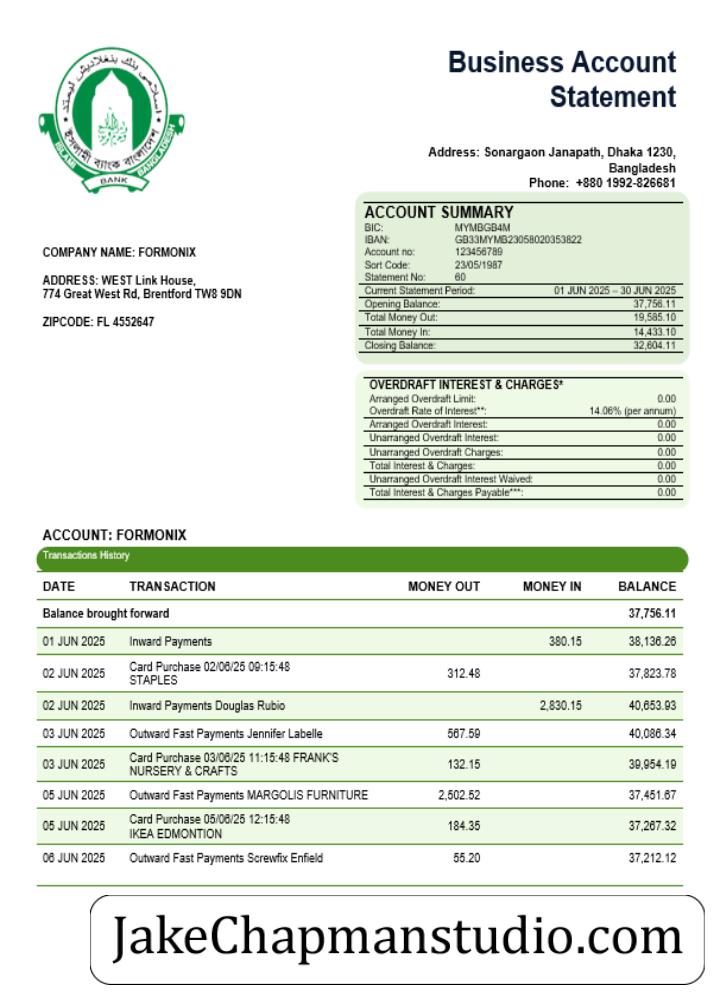 اسلامى بنك بنغلاديش ليميتد
ইসলামী ব্যাংক বাংলাদেশ
ISLAMI
BANK
BANGLADESH
Business Account
Statement
Address: Sonargaon Janapath, Dhaka 1230,
Bangladesh
Phone: +880 1992-826681
COMPANY NAME: FORMONIX
ADDRESS: WEST Link House,
774 Great West Rd, Brentford TW8 9DN
ZIPCODE: FL 4552647
ACCOUNT SUMMARY
BIC: MYMBGB4M
IBAN: GB33MYMB23058020353822
Account no: 123456789
Sort Code: 23/05/1987
Statement No: 60
Current Statement Period: 01 JUN 2025 – 30 JUN 2025
Opening Balance: 37,756.11
Total Money Out: 19,585.10
Total Money In: 14,433.10
Closing Balance: 32,604.11
OVERDRAFT INTEREST & CHARGES*
Arranged Overdraft Limit: 0.00
Overdraft Rate of Interest**: 14.06% (per annum)
Arranged Overdraft Interest: 0.00
Unarranged Overdraft Interest: 0.00
Unarranged Overdraft Charges: 0.00
Total Interest & Charges: 0.00
Unarranged Overdraft Interest Waived: 0.00
Total Interest & Charges Payable***: 0.00
ACCOUNT: FORMONIX
Transactions History
DATE TRANSACTION MONEY OUT MONEY IN BALANCE
Balance brought forward 37,756.11
01 JUN 2025 Inward Payments 380.15 38,136.26
02 JUN 2025 Card Purchase 02/06/25 09:15:48
STAPLES 312.48 37,823.78
02 JUN 2025 Inward Payments Douglas Rubio 2,830.15 40,653.93
03 JUN 2025 Outward Fast Payments Jennifer Labelle 567.59 40,086.34
03 JUN 2025 Card Purchase 03/06/25 11:15:48 FRANK'S
NURSERY & CRAFTS 132.15 39,954.19
05 JUN 2025 Outward Fast Payments MARGOLIS FURNITURE 2,502.52 37,451.67
05 JUN 2025 Card Purchase 05/06/25 12:15:48
IKEA EDMONTION 184.35 37,267.32
06 JUN 2025 Outward Fast Payments Screwfix Enfield 55.20 37,212.12
JakeChapmanstudio.com